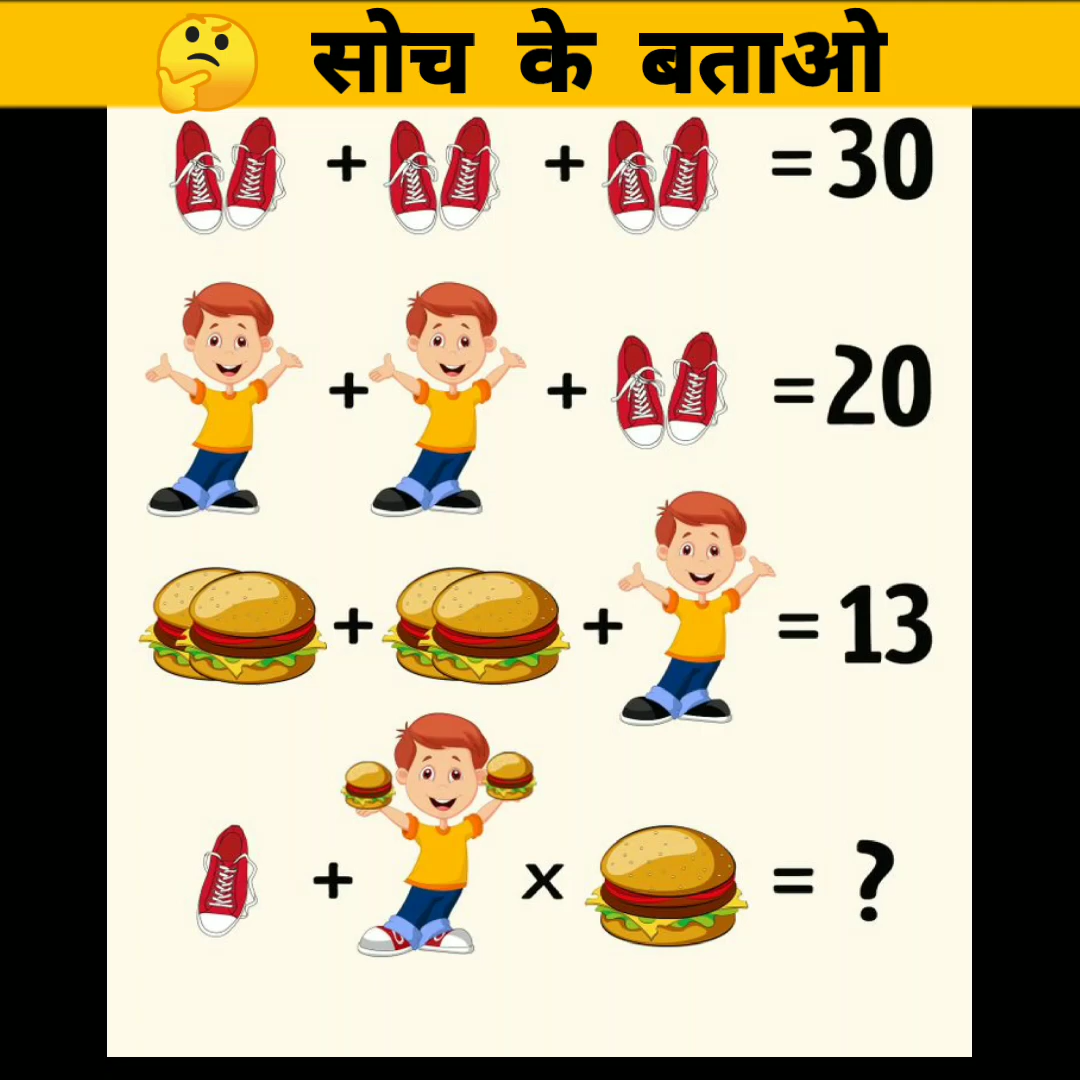 सोच के बताओ
+ + = 30
+ + = 20
+ + = 13
+ x = ?